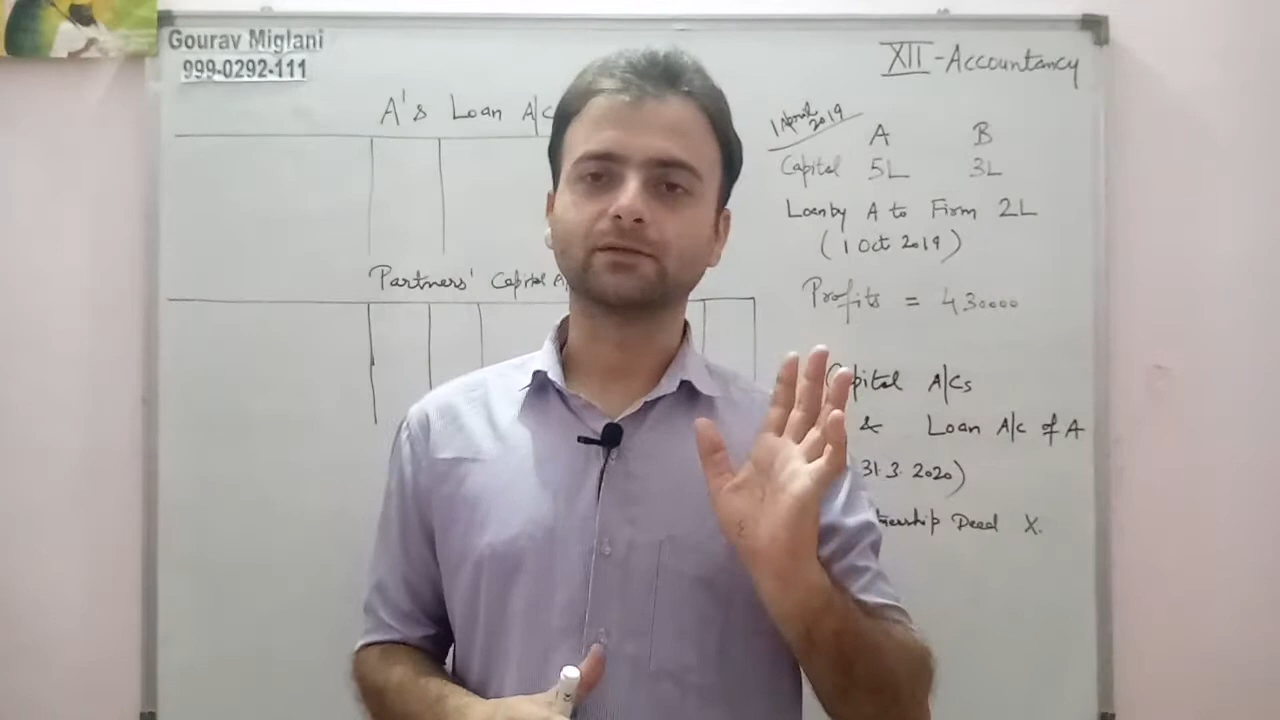 Gourav Miglani
999-0292-111
XII - Accountancy
A's Loan A/c
Partners' Capital
1 April 2019
A B
Capital 5L 3L
Loan by A to Firm 2L
(1 Oct 2019)
Profits = 430000
A/Cs
& Loan A/c of A
31.3.2020)
Deed X.